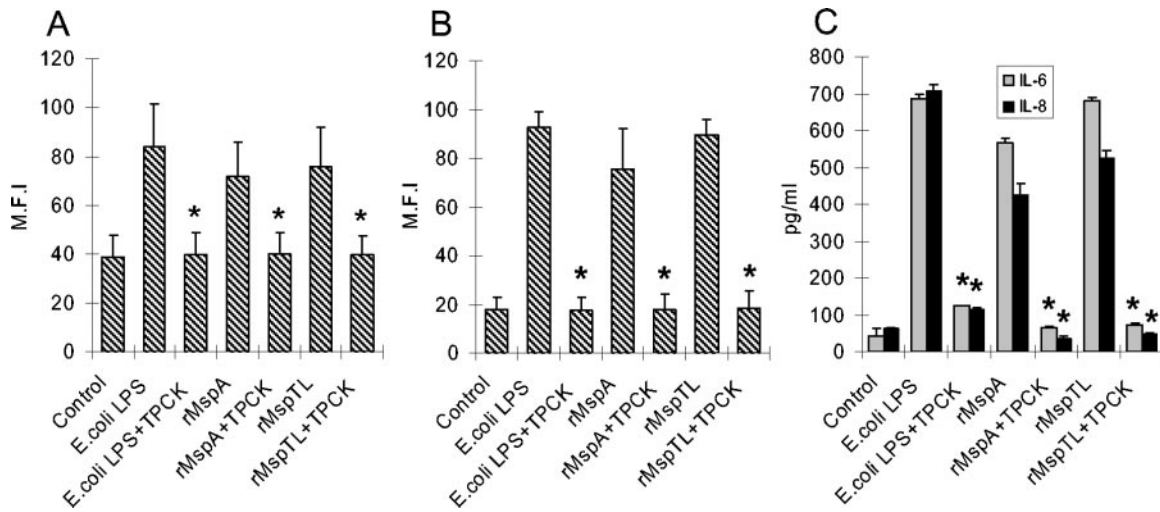 A
M.F.I
120
100
80
60
40
20
0
*
*
*
Control
E.coli LPS
E.coli LPS+TPCK
rMspA
rMspA+TPCK
rMspTL
rMspTL+TPCK
B
M.F.I
120
100
80
60
40
20
0
*
*
*
Control
E.coli LPS
E.coli LPS+TPCK
rMspA
rMspA+TPCK
rMspTL
rMspTL+TPCK
C
pg/ml
800
700
600
500
400
300
200
100
0
IL-6
IL-8
**
**
**
Control
E.coli LPS
E.coli LPS+TPCK
rMspA
rMspA+TPCK
rMspTL
rMspTL+TPCK